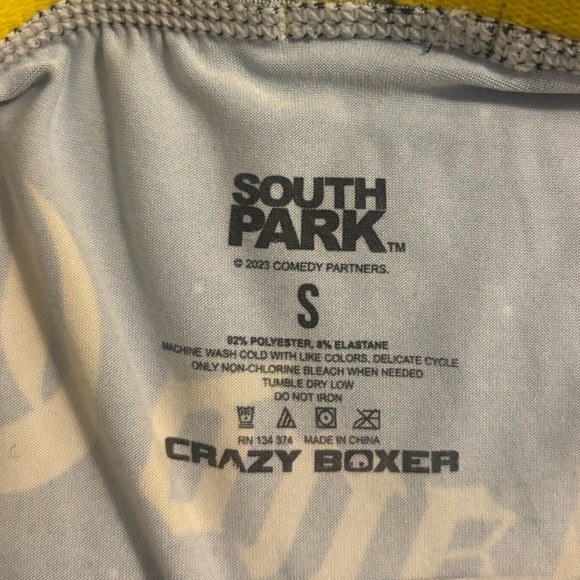 SOUTH
PARK™
© 2023 COMEDY PARTNERS.
S
92% POLYESTER, 8% ELASTANE
MACHINE WASH COLD WITH LIKE COLORS, DELICATE CYCLE
ONLY NON-CHLORINE BLEACH WHEN NEEDED
TUMBLE DRY LOW
DO NOT IRON
RN 134 374 MADE IN CHINA
CRAZY BOXER